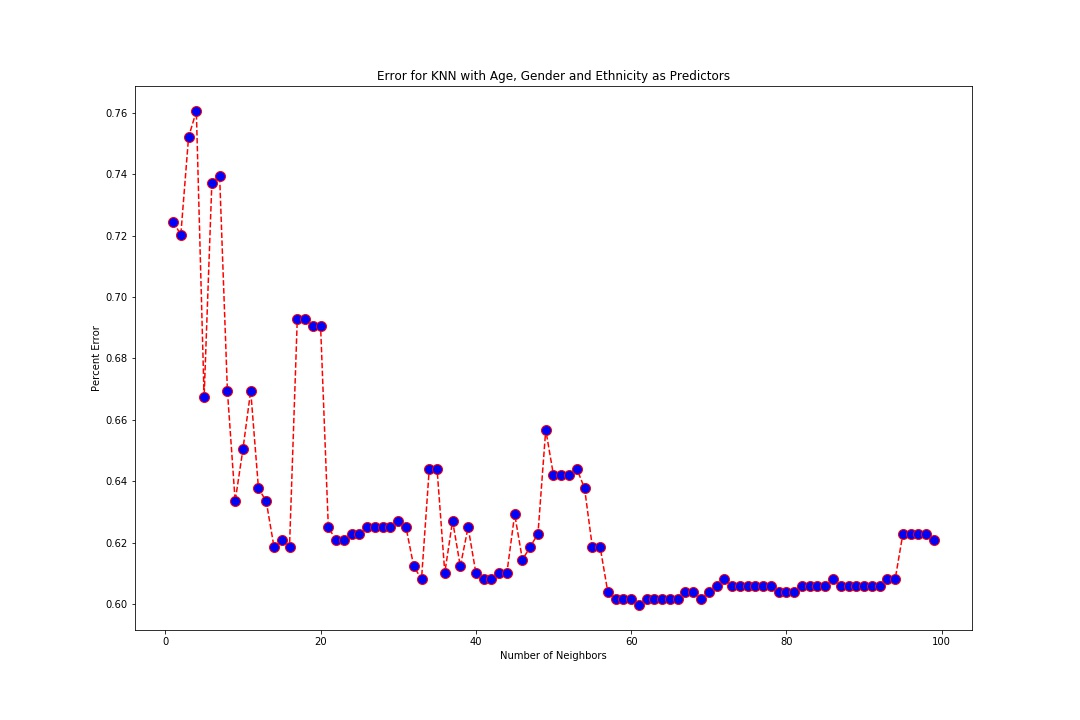 Error for KNN with Age, Gender and Ethnicity as Predictors
0.76
0.74
0.72
0.70
0.68
0.66
0.64
0.62
0.60
Percent Error
0 20 40 60 80 100
Number of Neighbors